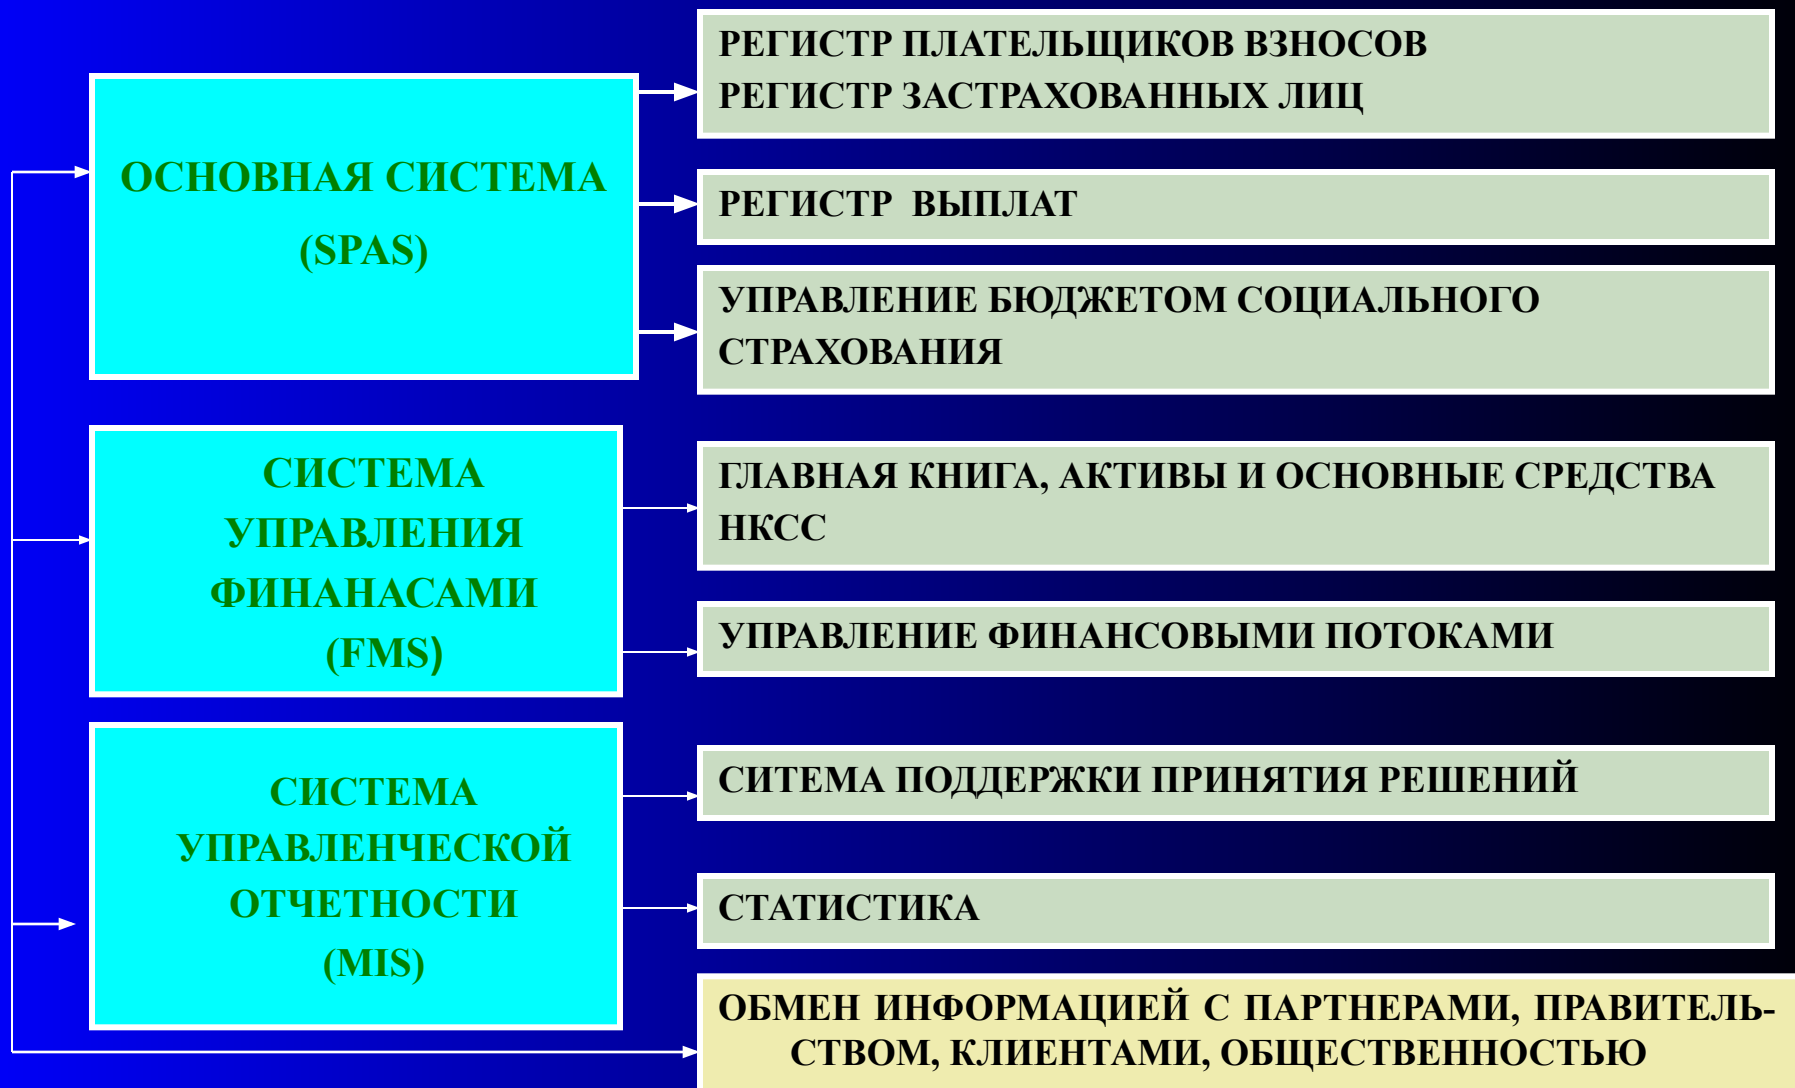 ОСНОВНАЯ СИСТЕМА
(SPAS)
РЕГИСТР ПЛАТЕЛЬЩИКОВ ВЗНОСОВ
РЕГИСТР ЗАСТРАХОВАННЫХ ЛИЦ
РЕГИСТР ВЫПЛАТ
УПРАВЛЕНИЕ БЮДЖЕТОМ СОЦИАЛЬНОГО
СТРАХОВАНИЯ
СИСТЕМА
УПРАВЛЕНИЯ
ФИНАНАСАМИ
(FMS)
ГЛАВНАЯ КНИГА, АКТИВЫ И ОСНОВНЫЕ СРЕДСТВА
НКСС
УПРАВЛЕНИЕ ФИНАНСОВЫМИ ПОТОКАМИ
СИСТЕМА
УПРАВЛЕНЧЕСКОЙ
ОТЧЕТНОСТИ
(MIS)
СИТЕМА ПОДДЕРЖКИ ПРИНЯТИЯ РЕШЕНИЙ
СТАТИСТИКА
ОБМЕН ИНФОРМАЦИЕЙ С ПАРТНЕРАМИ, ПРАВИТЕЛЬ-
СТВОМ, КЛИЕНТАМИ, ОБЩЕСТВЕННОСТЬЮ